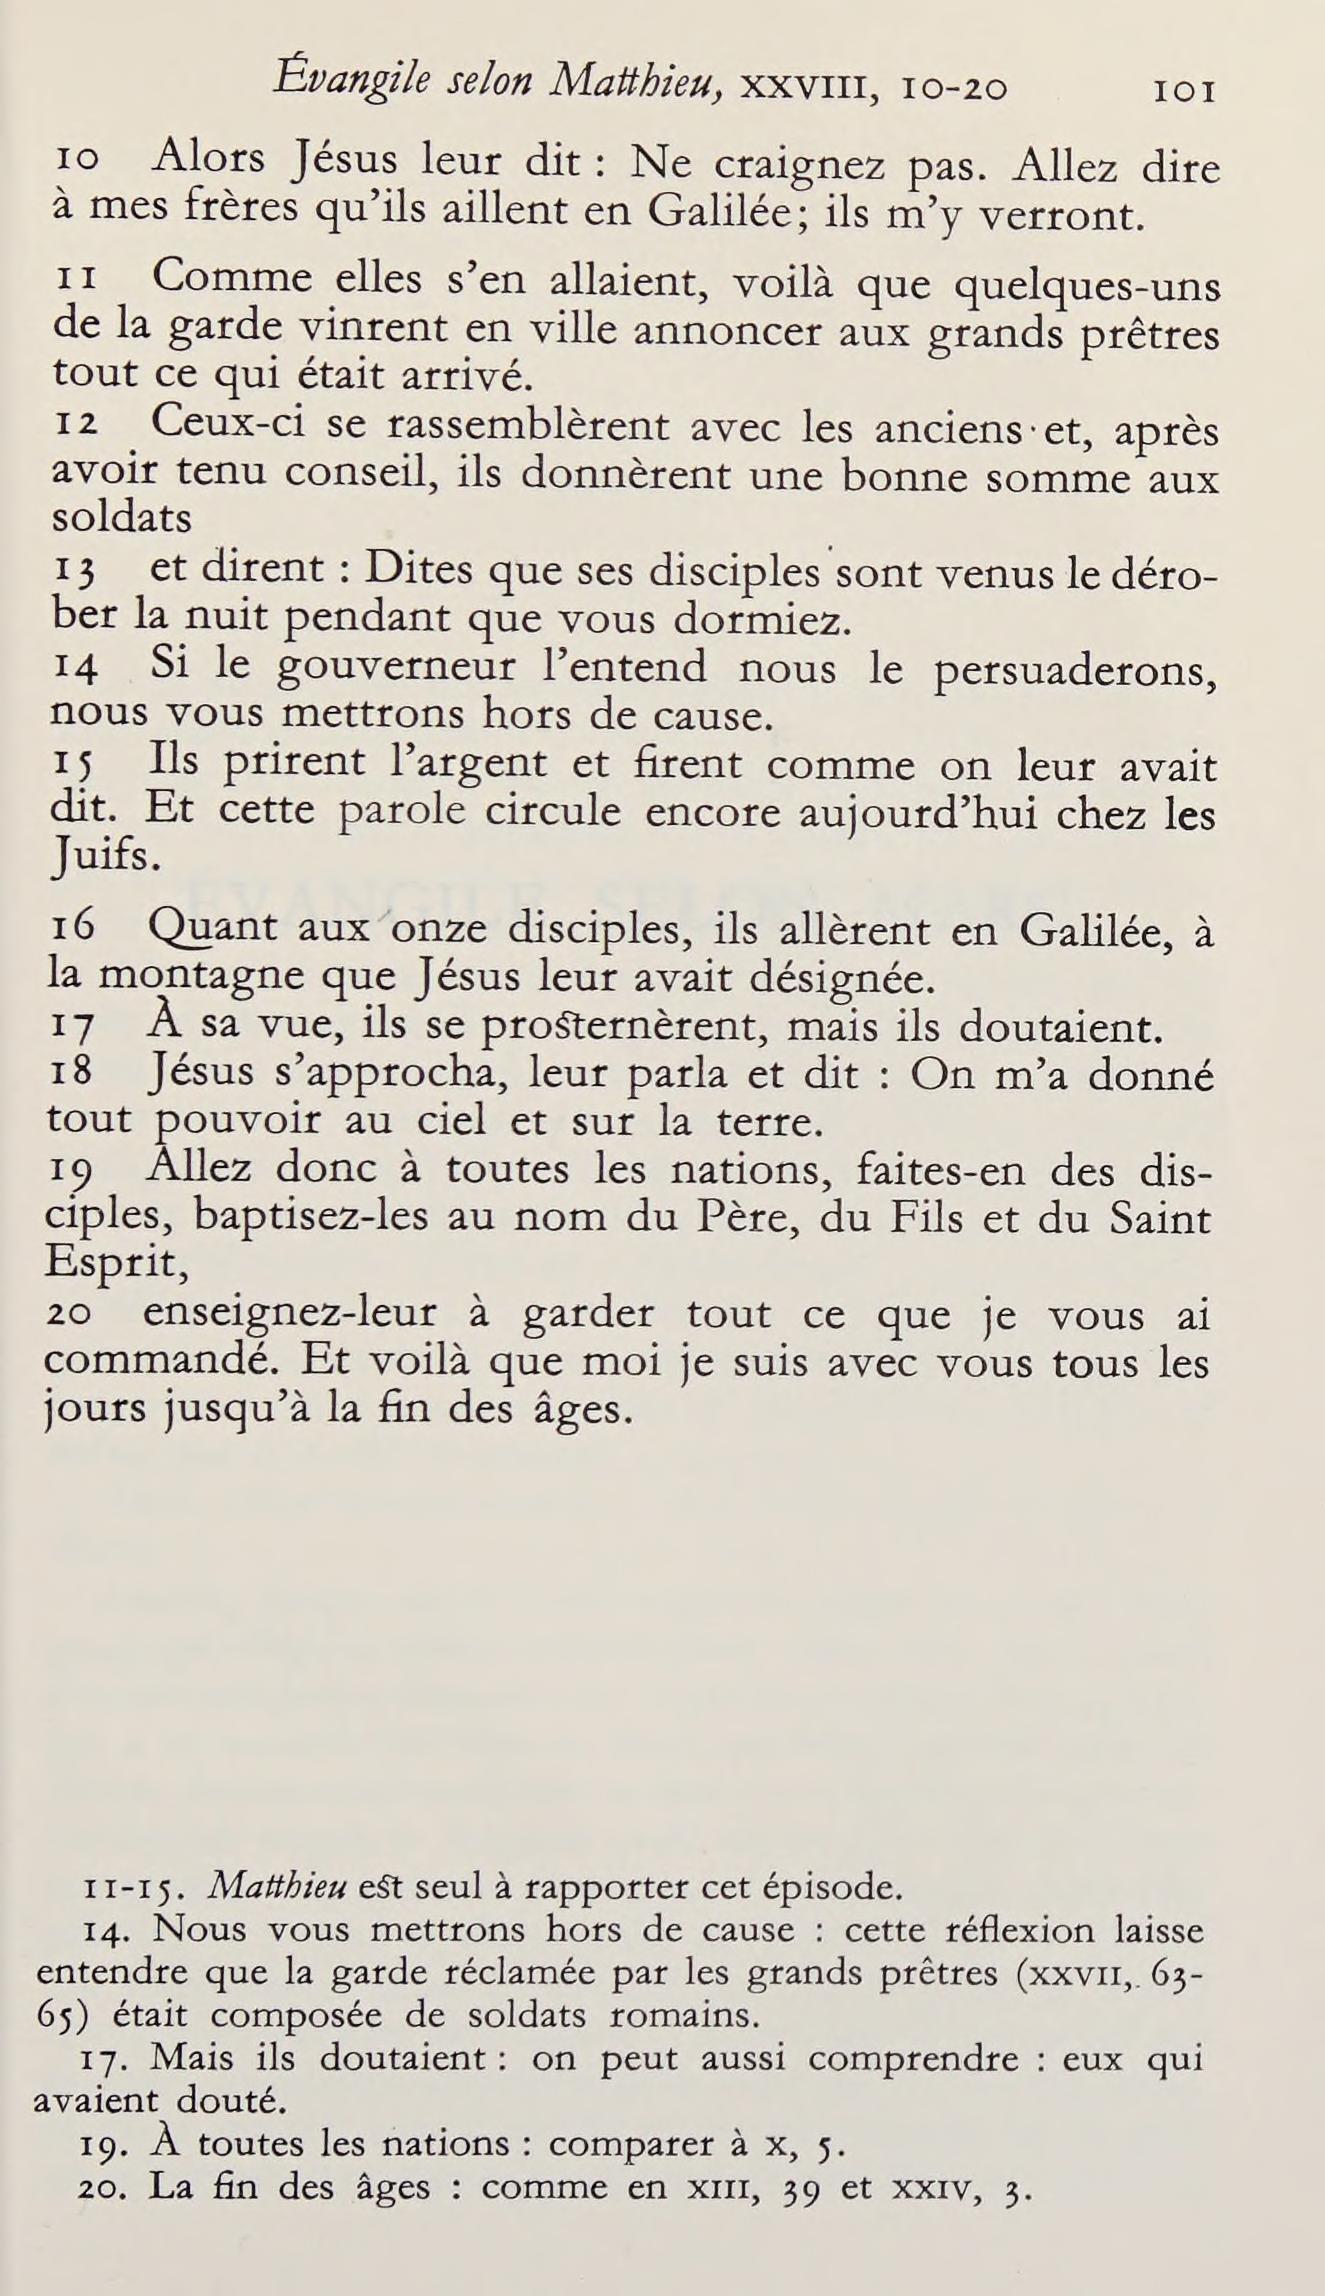 Évangile selon Matthieu, XXVIII, 10-20 101
10 Alors Jésus leur dit : Ne craignez pas. Allez dire
à mes frères qu'ils aillent en Galilée; ils m'y verront.
11 Comme elles s'en allaient, voilà que quelques-uns
de la garde vinrent en ville annoncer aux grands prêtres
tout ce qui était arrivé.
12 Ceux-ci se rassemblèrent avec les anciens et, après
avoir tenu conseil, ils donnèrent une bonne somme aux
soldats
13 et dirent : Dites que ses disciples sont venus le déro-
ber la nuit pendant que vous dormiez.
14 Si le gouverneur l'entend nous le persuaderons,
nous vous mettrons hors de cause.
15 Ils prirent l'argent et firent comme on leur avait
dit. Et cette parole circule encore aujourd'hui chez les
Juifs.
16 Quant aux onze disciples, ils allèrent en Galilée, à
la montagne que Jésus leur avait désignée.
17 À sa vue, ils se prosternèrent, mais ils doutaient.
18 Jésus s'approcha, leur parla et dit : On m'a donné
tout pouvoir au ciel et sur la terre.
19 Allez donc à toutes les nations, faites-en des dis-
ciples, baptisez-les au nom du Père, du Fils et du Saint
Esprit,
20 enseignez-leur à garder tout ce que je vous ai
commandé. Et voilà que moi je suis avec vous tous les
jours jusqu'à la fin des âges.
11-15. Matthieu est seul à rapporter cet épisode.
14. Nous vous mettrons hors de cause : cette réflexion laisse
entendre que la garde réclamée par les grands prêtres (XXVII, 63-
65) était composée de soldats romains.
17. Mais ils doutaient : on peut aussi comprendre : eux qui
avaient douté.
19. À toutes les nations : comparer à X, 5.
20. La fin des âges : comme en XIII, 39 et XXIV, 3.